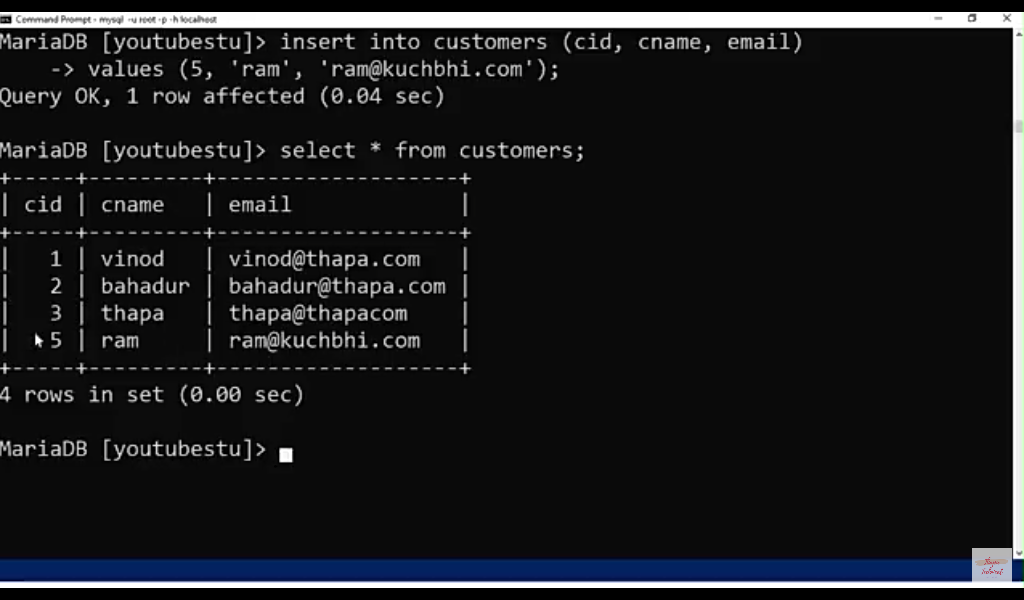 Command Prompt - mysql -u root -p -h localhost
MariaDB [youtubestu]> insert into customers (cid, cname, email)
    -> values (5, 'ram', 'ram@kuchbhi.com');
Query OK, 1 row affected (0.04 sec)
MariaDB [youtubestu]> select * from customers;
+-----+---------+-------------------+
| cid | cname   | email             |
+-----+---------+-------------------+
|   1 | vinod   | vinod@thapa.com   |
|   2 | bahadur | bahadur@thapa.com |
|   3 | thapa   | thapa@thapacom    |
|   5 | ram     | ram@kuchbhi.com   |
+-----+---------+-------------------+
4 rows in set (0.00 sec)
MariaDB [youtubestu]>